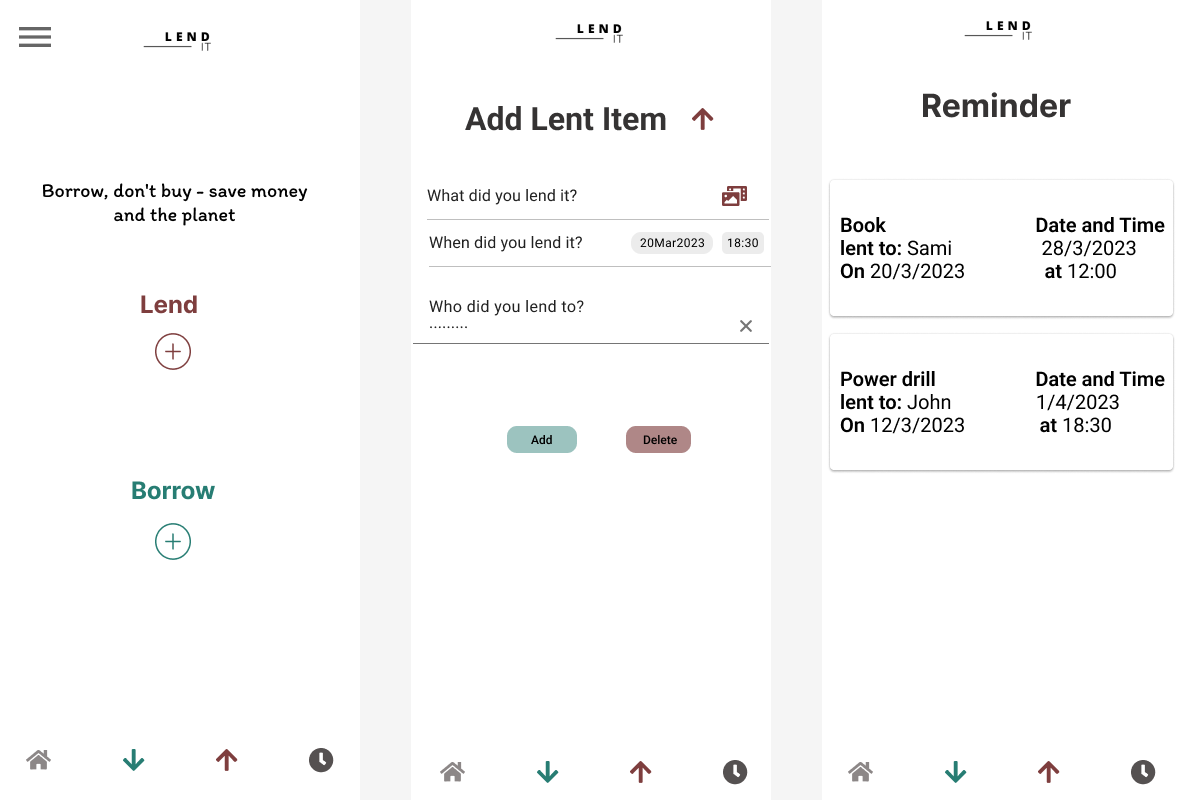 LEND
IT
Borrow, don't buy - save money
and the planet
Lend
Borrow
LEND
IT
Add Lent Item
What did you lend it?
When did you lend it? 20Mar2023 18:30
Who did you lend to?
.........
Add Delete
LEND
IT
Reminder
Book
lent to: Sami
On 20/3/2023
Date and Time
28/3/2023
at 12:00
Power drill
lent to: John
On 12/3/2023
Date and Time
1/4/2023
at 18:30